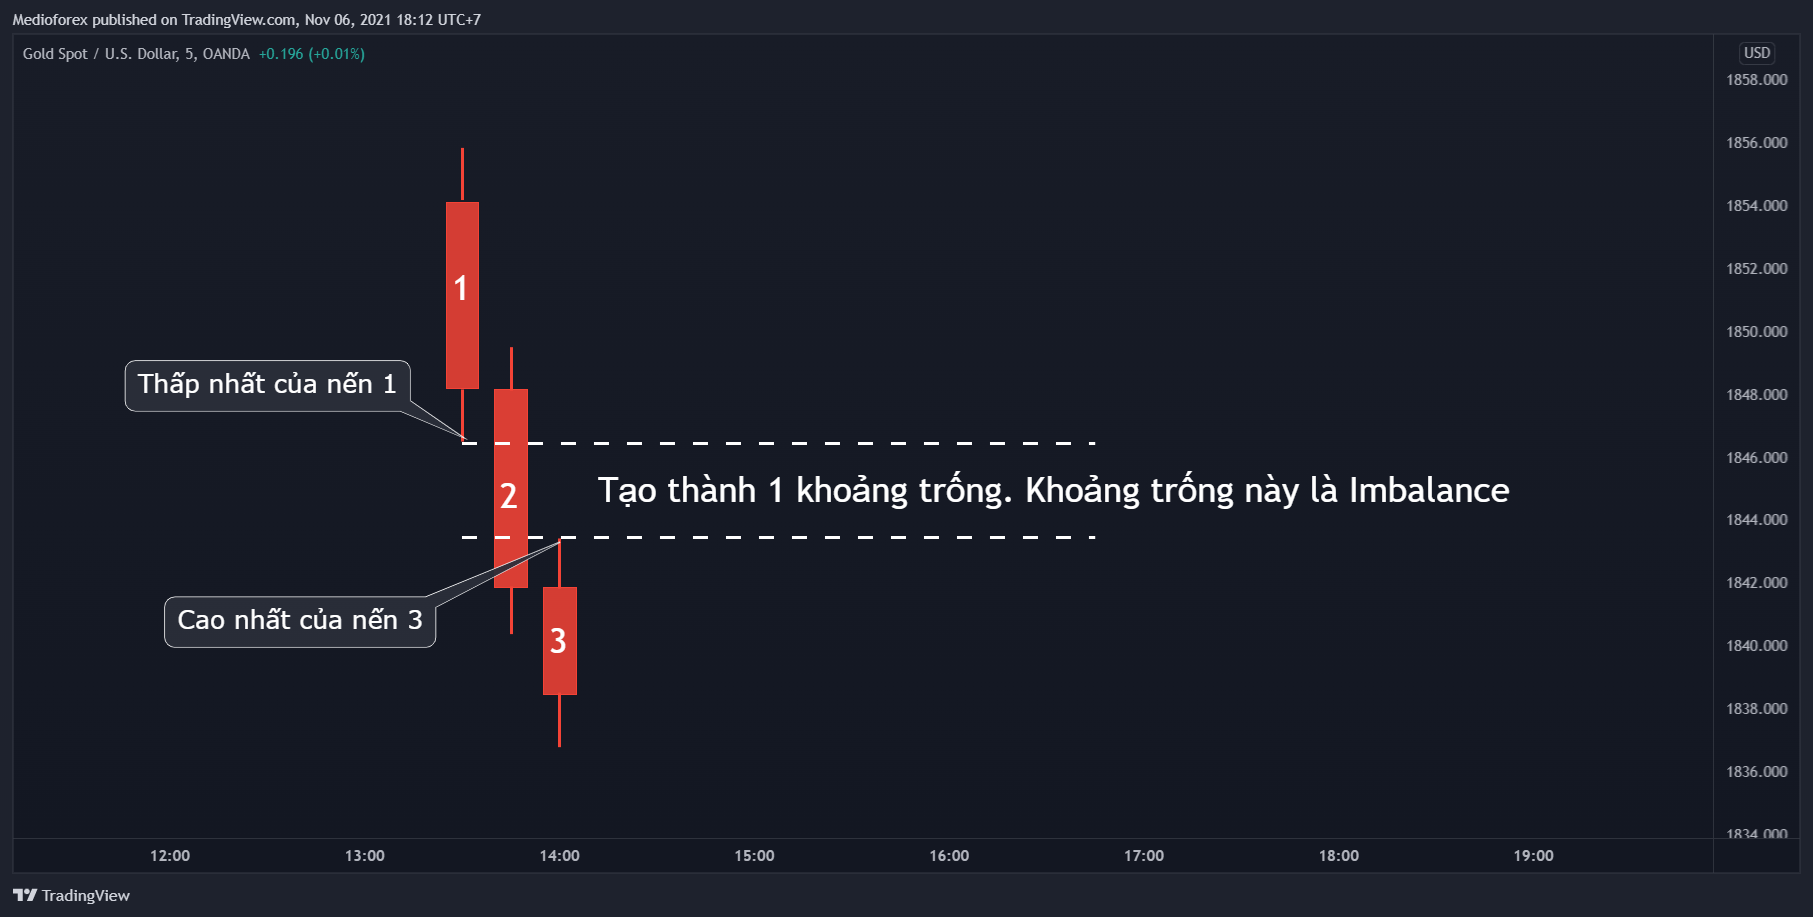 Medioforex published on TradingView.com, Nov 06, 2021 18:12 UTC+7
Gold Spot / U.S. Dollar, 5, OANDA +0.196 (+0.01%)
USD
1858.000
1856.000
1854.000
1852.000
1850.000
1848.000
1846.000
1844.000
1842.000
1840.000
1838.000
1836.000
1834.000
1
Thấp nhất của nến 1
2
Tạo thành 1 khoảng trống. Khoảng trống này là Imbalance
Cao nhất của nến 3
3
12:00 13:00 14:00 15:00 16:00 17:00 18:00 19:00
TradingView